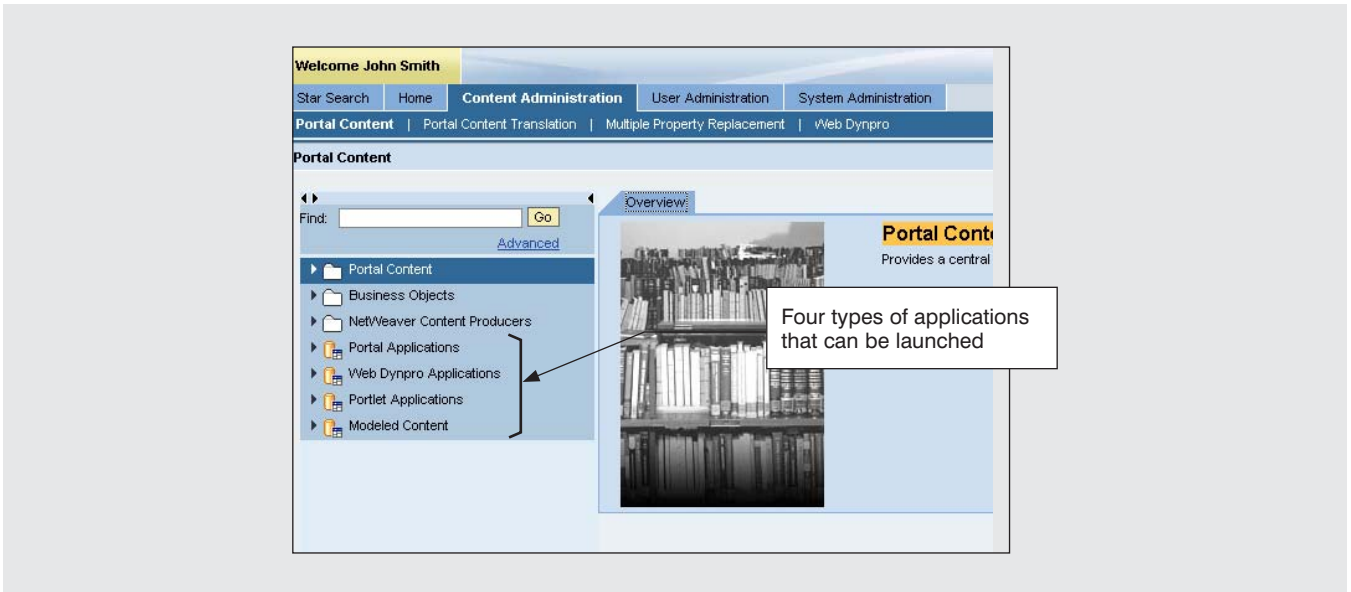 Welcome John Smith
Star Search Home Content Administration User Administration System Administration
Portal Content | Portal Content Translation | Multiple Property Replacement | Web Dynpro
Portal Content
Find: Go
Advanced
Portal Content
Business Objects
NetWeaver Content Producers
Portal Applications
Web Dynpro Applications
Portlet Applications
Modeled Content
Overview
Portal Conte
Provides a central
Four types of applications
that can be launched